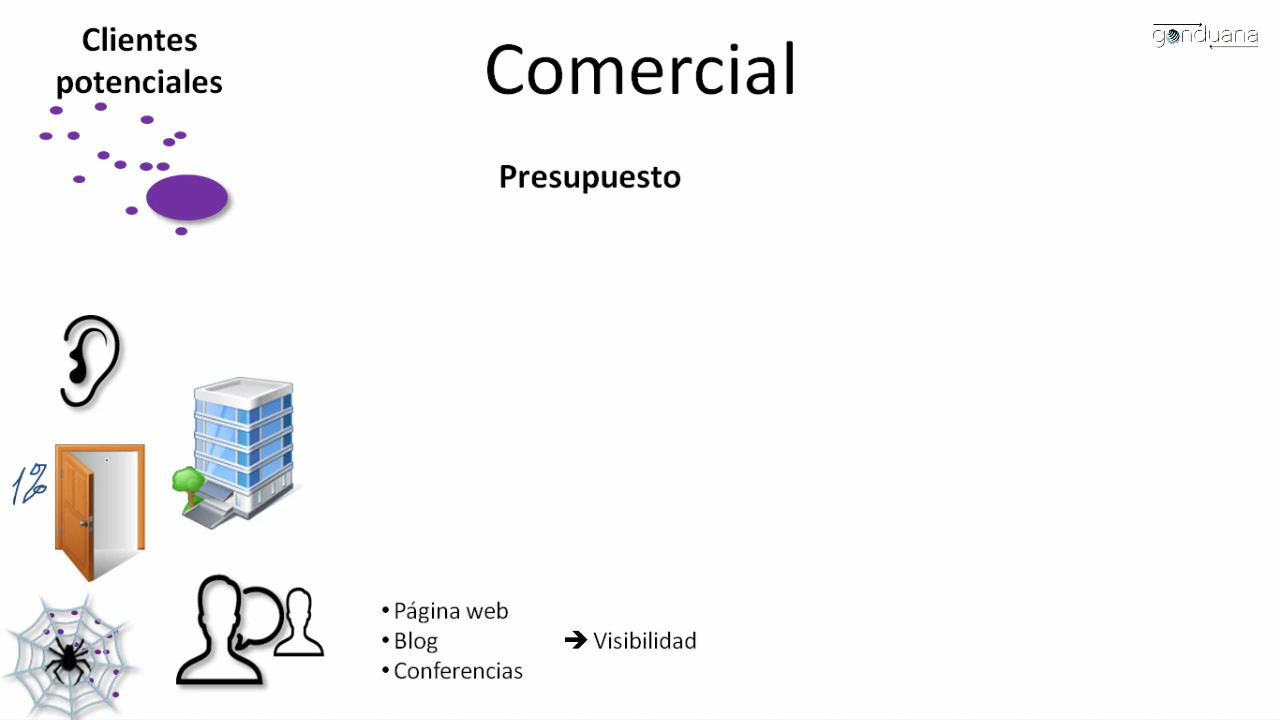 Clientes
potenciales
Comercial
gonduana
Presupuesto
1%
• Página web
• Blog ➔ Visibilidad
• Conferencias